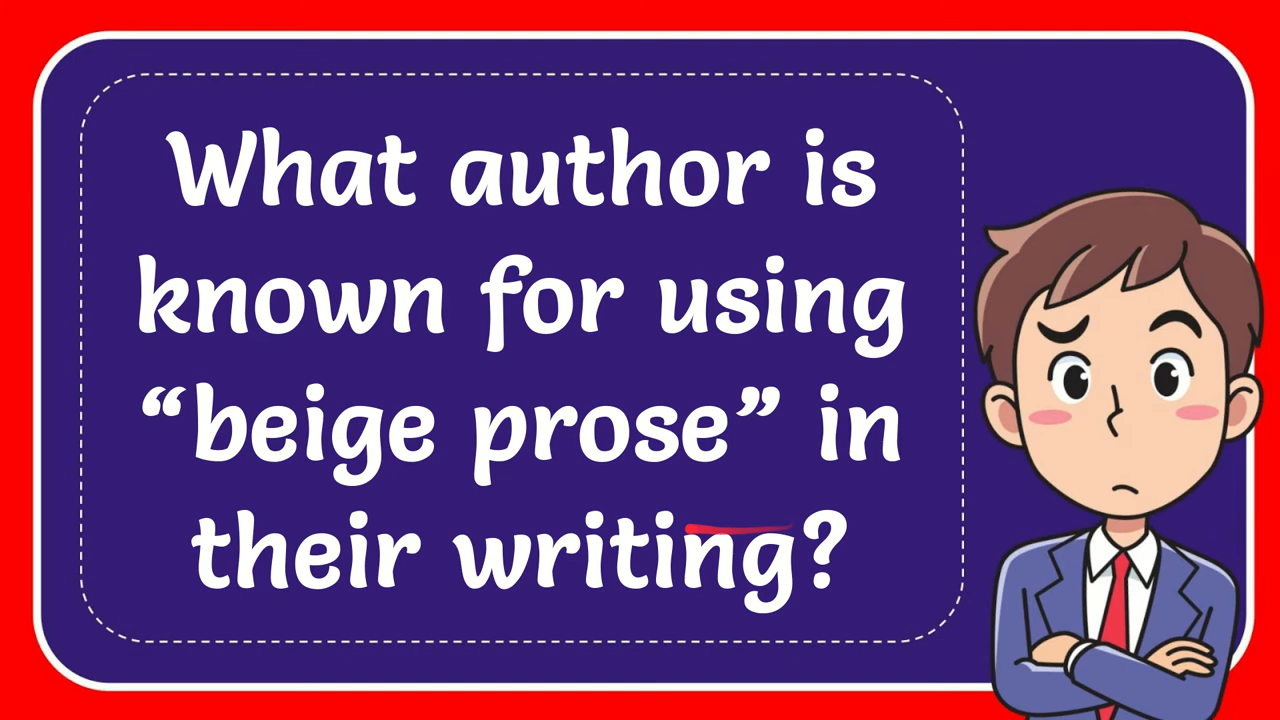 What author is
known for using
“beige prose” in
their writing?